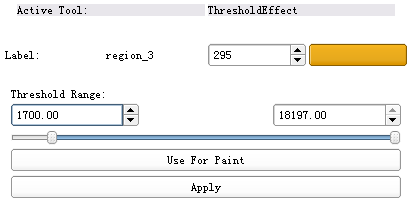 Active Tool: ThresholdEffect
Label: region_3 295
Threshold Range:
1700.00 18197.00
Use For Paint
Apply